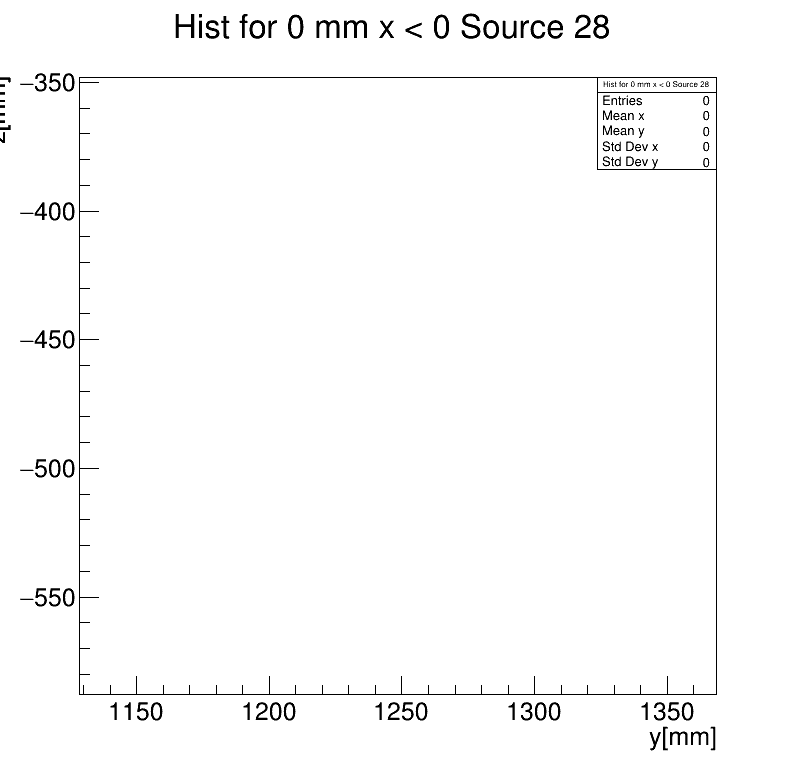 Hist for 0 mm x < 0 Source 28
z[mm]
−350
−400
−450
−500
−550
Hist for 0 mm x < 0 Source 28
Entries 0
Mean x 0
Mean y 0
Std Dev x 0
Std Dev y 0
1150 1200 1250 1300 1350
y[mm]